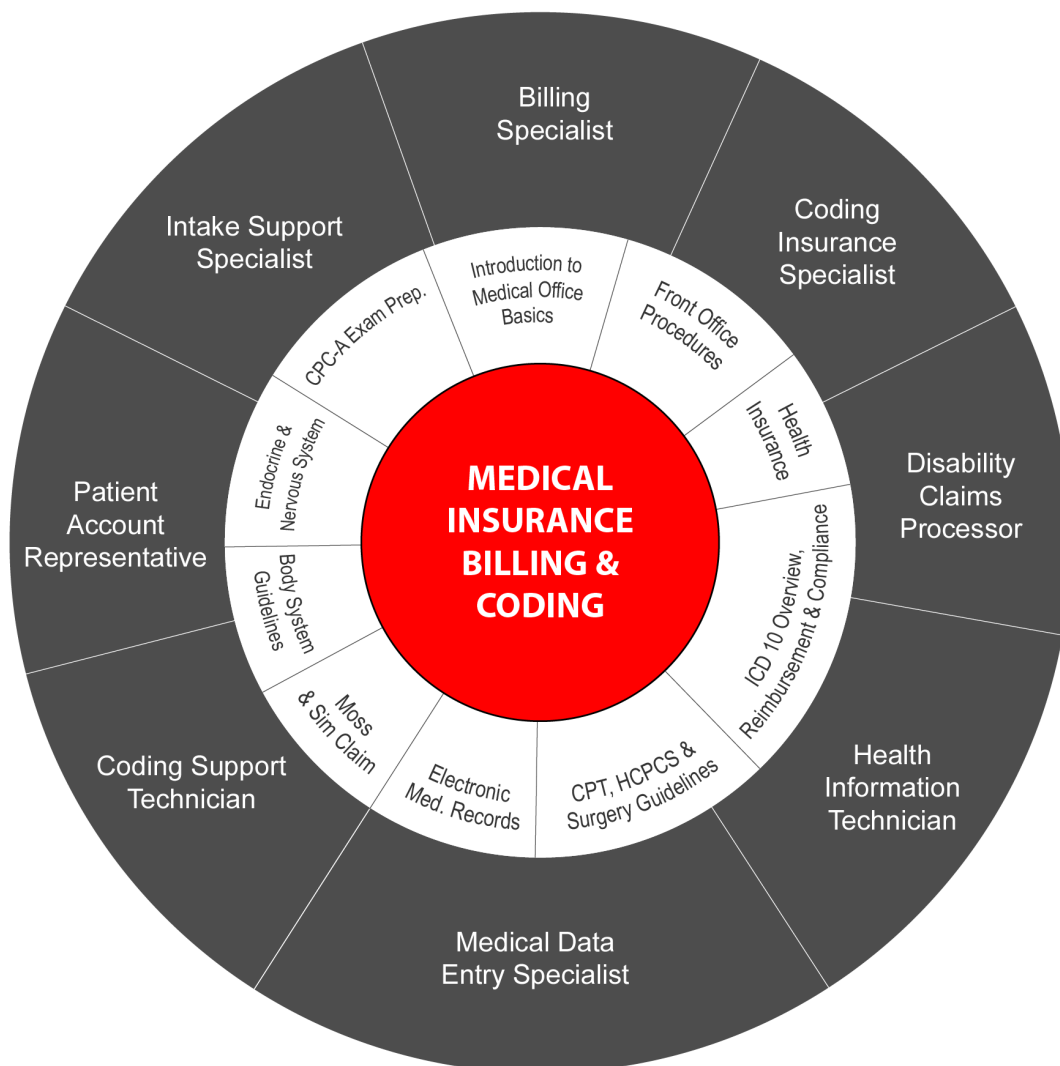 Billing
Specialist
Coding
Insurance
Specialist
Disability
Claims
Processor
Health
Information
Technician
Medical Data
Entry Specialist
Coding Support
Technician
Patient
Account
Representative
Intake Support
Specialist
Introduction to
Medical Office
Basics
Front Office
Procedures
Health
Insurance
ICD 10 Overview,
Reimbursement & Compliance
CPT, HCPCS &
Surgery Guidelines
Electronic
Med. Records
Moss
& Sim Claim
Body System
Guidelines
Endocrine &
Nervous System
CPC-A Exam Prep.
MEDICAL
INSURANCE
BILLING &
CODING